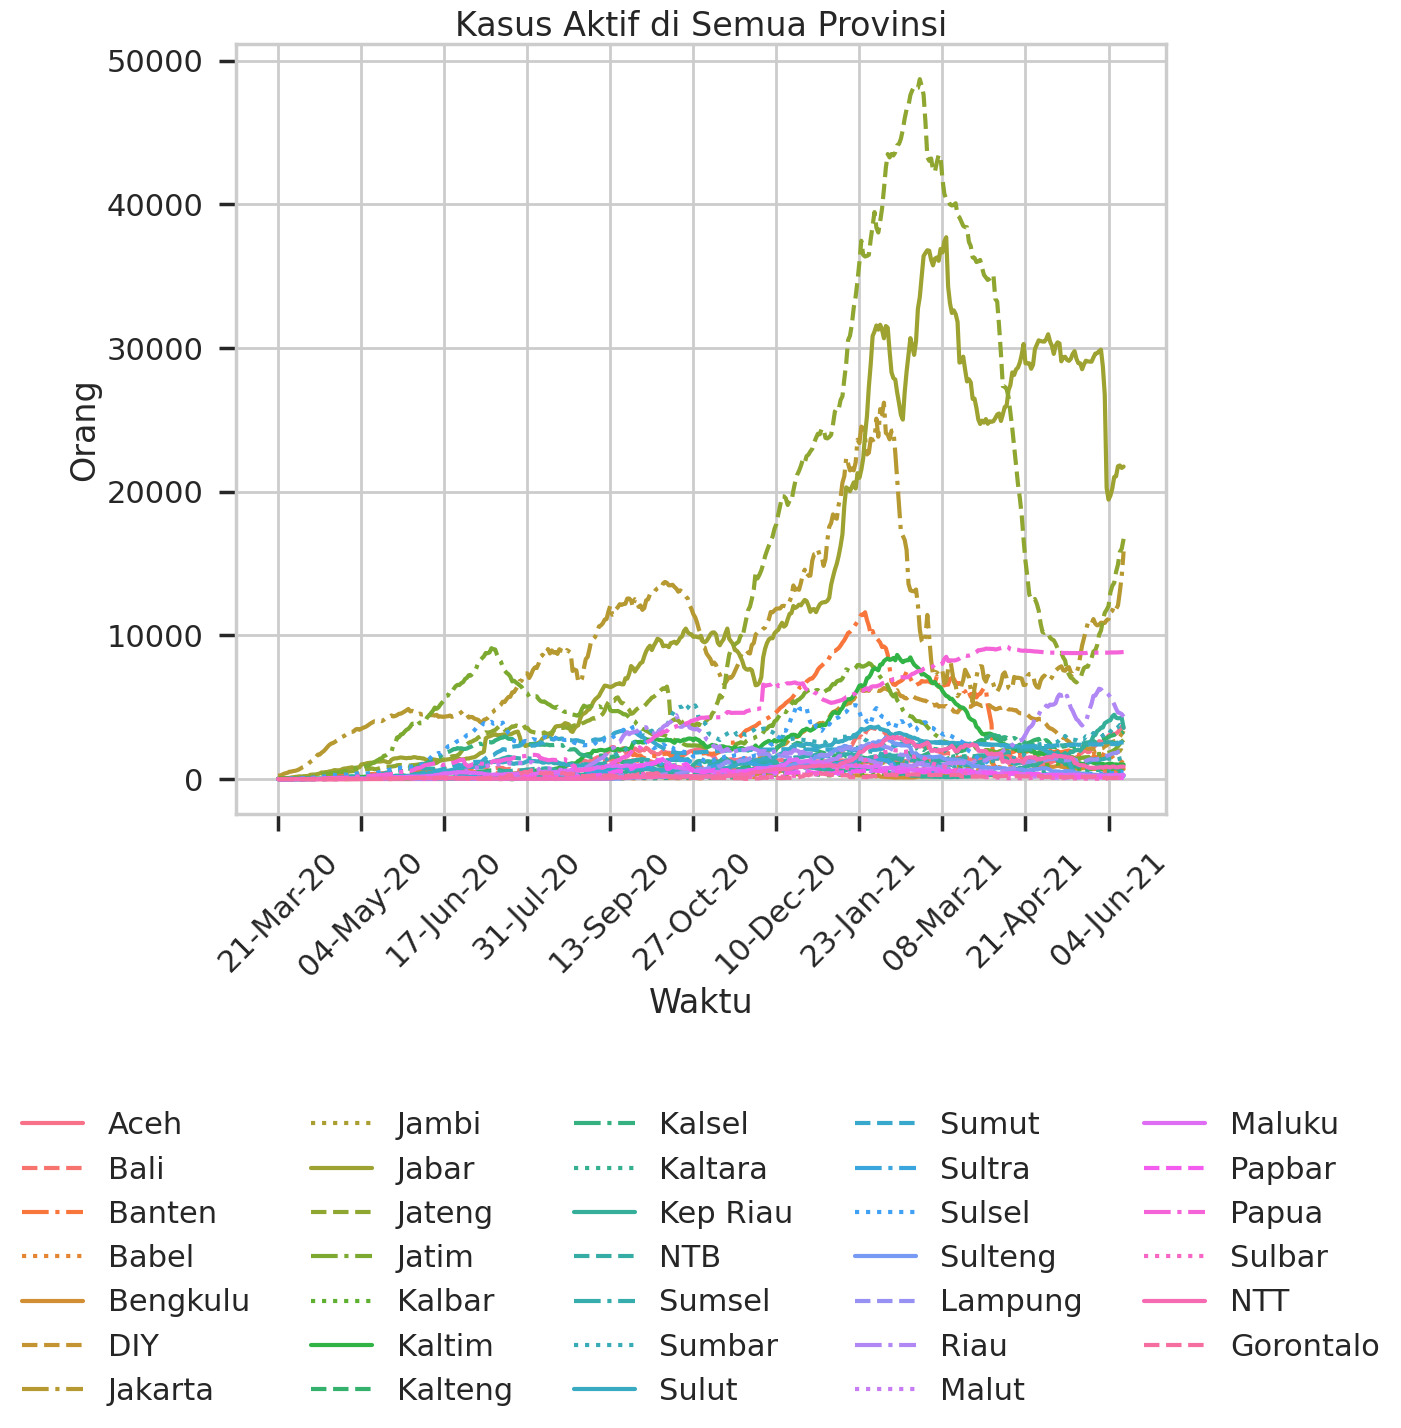 Kasus Aktif di Semua Provinsi
50000
40000
30000
20000
10000
0
Orang
21-Mar-20
04-May-20
17-Jun-20
31-Jul-20
13-Sep-20
27-Oct-20
10-Dec-20
23-Jan-21
08-Mar-21
21-Apr-21
04-Jun-21
Waktu
Aceh
Bali
Banten
Babel
Bengkulu
DIY
Jakarta
Jambi
Jabar
Jateng
Jatim
Kalbar
Kaltim
Kalteng
Kalsel
Kaltara
Kep Riau
NTB
Sumsel
Sumbar
Sulut
Sumut
Sultra
Sulsel
Sulteng
Lampung
Riau
Malut
Maluku
Papbar
Papua
Sulbar
NTT
Gorontalo